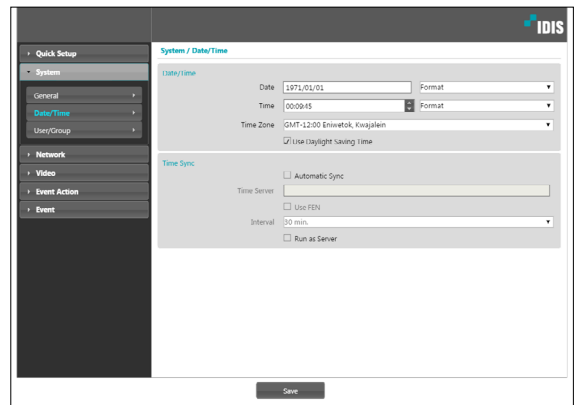 IDIS
Quick Setup
System
General
Date/Time
User/Group
Network
Video
Event Action
Event
System / Date/Time
Date/Time
Date 1971/01/01 Format
Time 00:09:45 Format
Time Zone GMT-12:00 Eniwetok, Kwajalein
Use Daylight Saving Time
Time Sync
Automatic Sync
Time Server
Use FEN
Interval 30 min.
Run as Server
Save